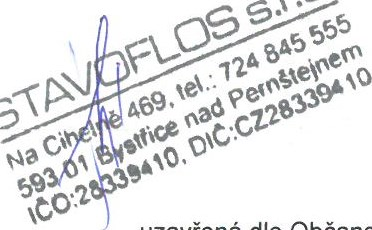 STAVOFLOS s.r.o.
Na Cihelně 469, tel.: 724 845 555
593 01 Bystřice nad Pernštejnem
IČO:28339410, DIČ:CZ28339410
uzavřená dle